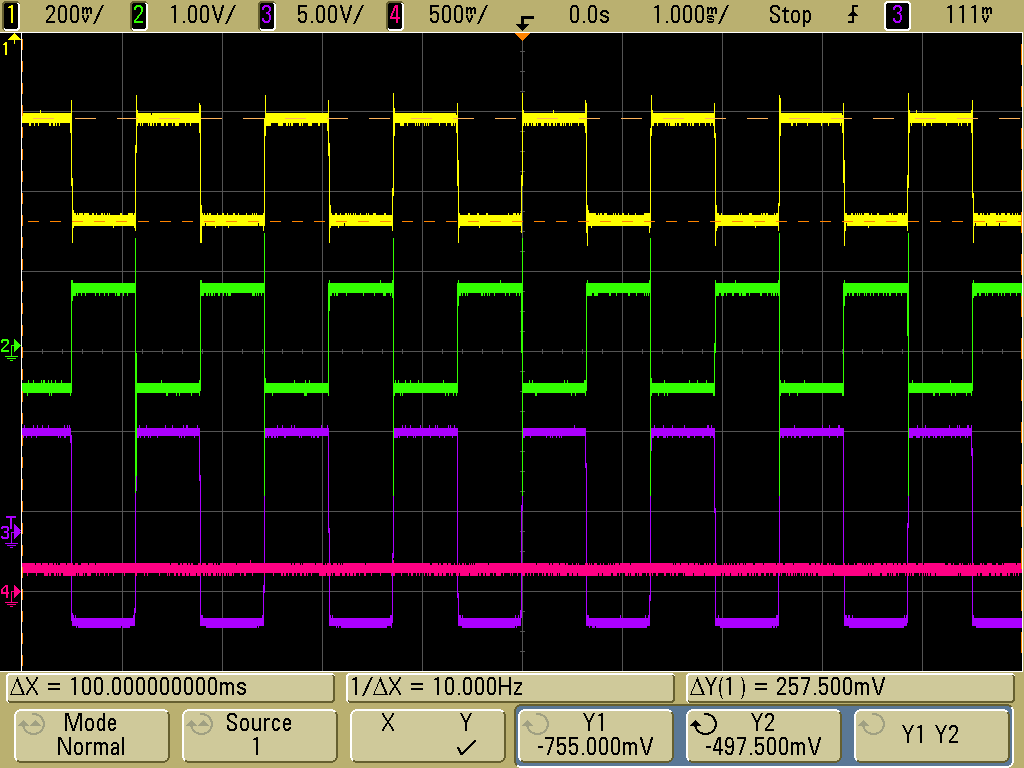 1 200mV/ 2 1.00V/ 3 5.00V/ 4 500mV/ 0.0s 1.000ms/ Stop 3 111mV
1
2
T
3
4
ΔX = 100.000000000ms 1/ΔX = 10.000Hz ΔY(1) = 257.500mV
Mode Source X Y Y1 Y2 Y1 Y2
Normal 1 -755.000mV -497.500mV